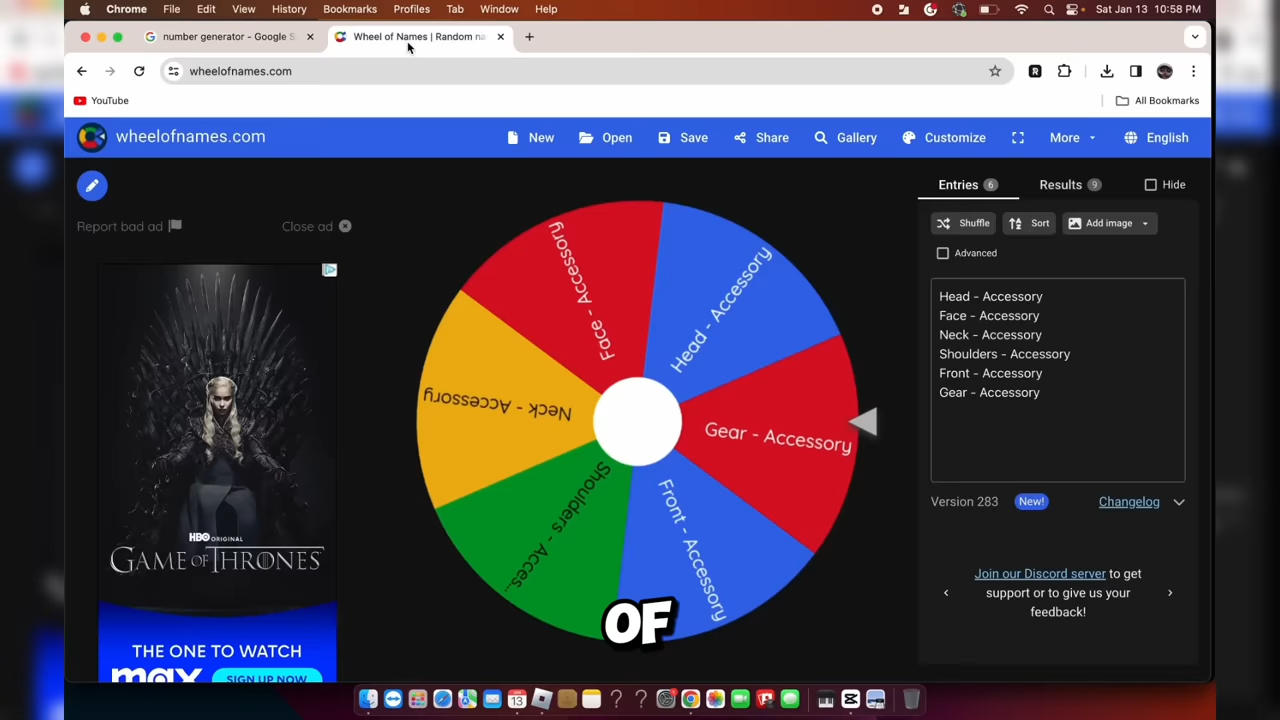 Chrome File Edit View History Bookmarks Profiles Tab Window Help Sat Jan 13 10:58 PM
number generator - Google S
Wheel of Names | Random na
wheelofnames.com
YouTube
All Bookmarks
wheelofnames.com
New Open Save Share Gallery Customize More English
Report bad ad
Close ad
HBO ORIGINAL
GAME OF THRONES
THE ONE TO WATCH
max
SIGN UP NOW
Face - Accessory
Head - Accessory
Neck - Accessory
Gear - Accessory
Shoulders - Acces...
Front - Accessory
OF
Entries 6 Results 9 Hide
Shuffle Sort Add image
Advanced
Head - Accessory
Face - Accessory
Neck - Accessory
Shoulders - Accessory
Front - Accessory
Gear - Accessory
Version 283 New! Changelog
Join our Discord server to get
support or to give us your
feedback!
13